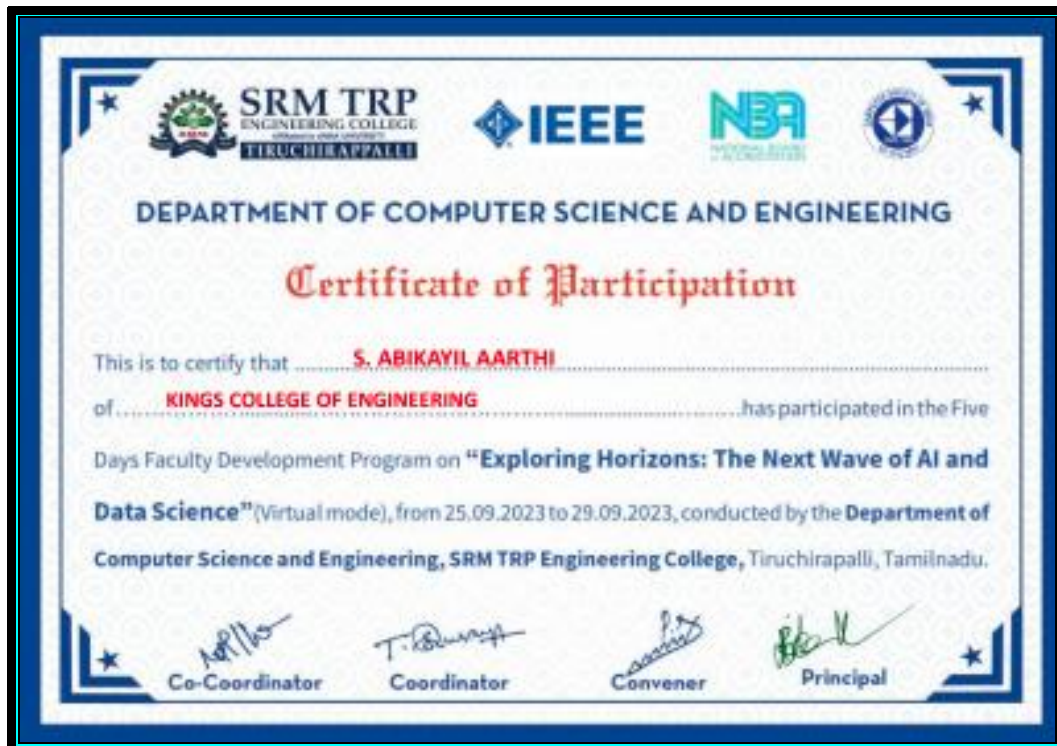 SRM TRP
ENGINEERING COLLEGE
TIRUCHIRAPPALLI
IEEE
NBA
NATIONAL BOARD
of ACCREDITATION
DEPARTMENT OF COMPUTER SCIENCE AND ENGINEERING
Certificate of Participation
This is to certify that ......... S. ABIKAYIL AARTHI
of ...... KINGS COLLEGE OF ENGINEERING ...... has participated in the Five
Days Faculty Development Program on “Exploring Horizons: The Next Wave of AI and
Data Science”(Virtual mode), from 25.09.2023 to 29.09.2023, conducted by the Department of
Computer Science and Engineering, SRM TRP Engineering College, Tiruchirapalli, Tamilnadu.
Co-Coordinator Coordinator Convener Principal